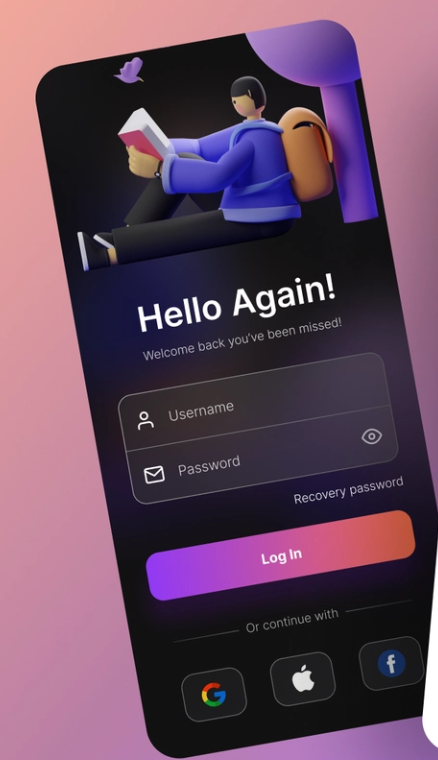 Hello Again!
Welcome back you've been missed!
Username
Password
Recovery password
Log In
Or continue with